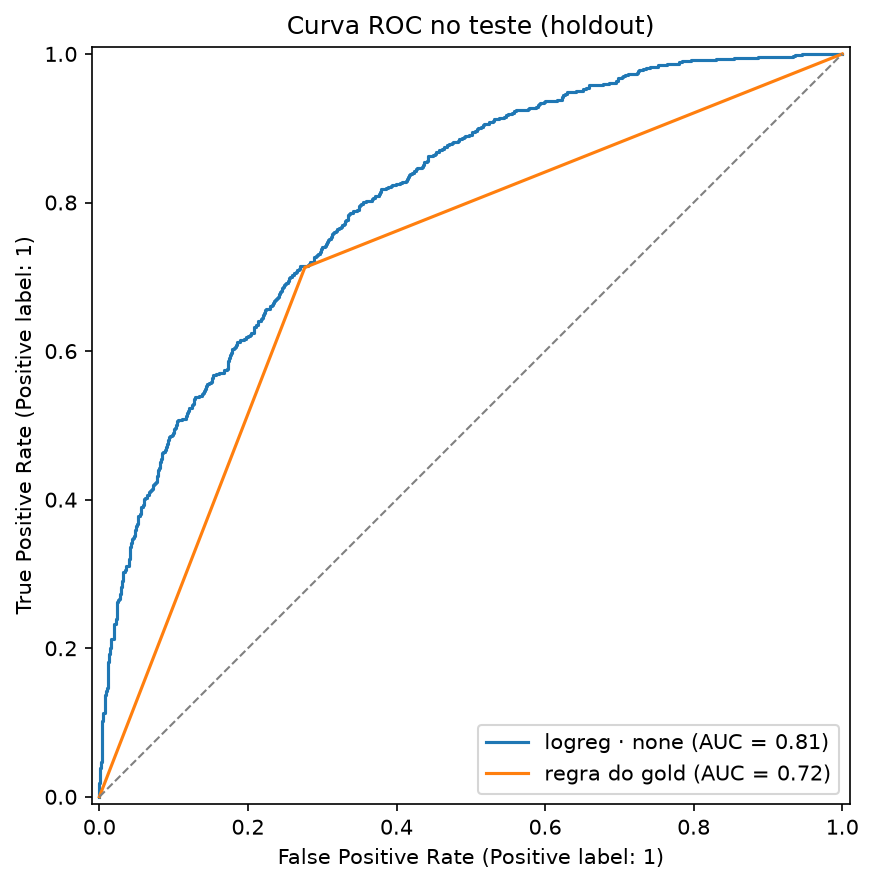 Curva ROC no teste (holdout)
1.0
0.8
0.6
0.4
0.2
0.0
True Positive Rate (Positive label: 1)
logreg · none (AUC = 0.81)
regra do gold (AUC = 0.72)
0.0 0.2 0.4 0.6 0.8 1.0
False Positive Rate (Positive label: 1)